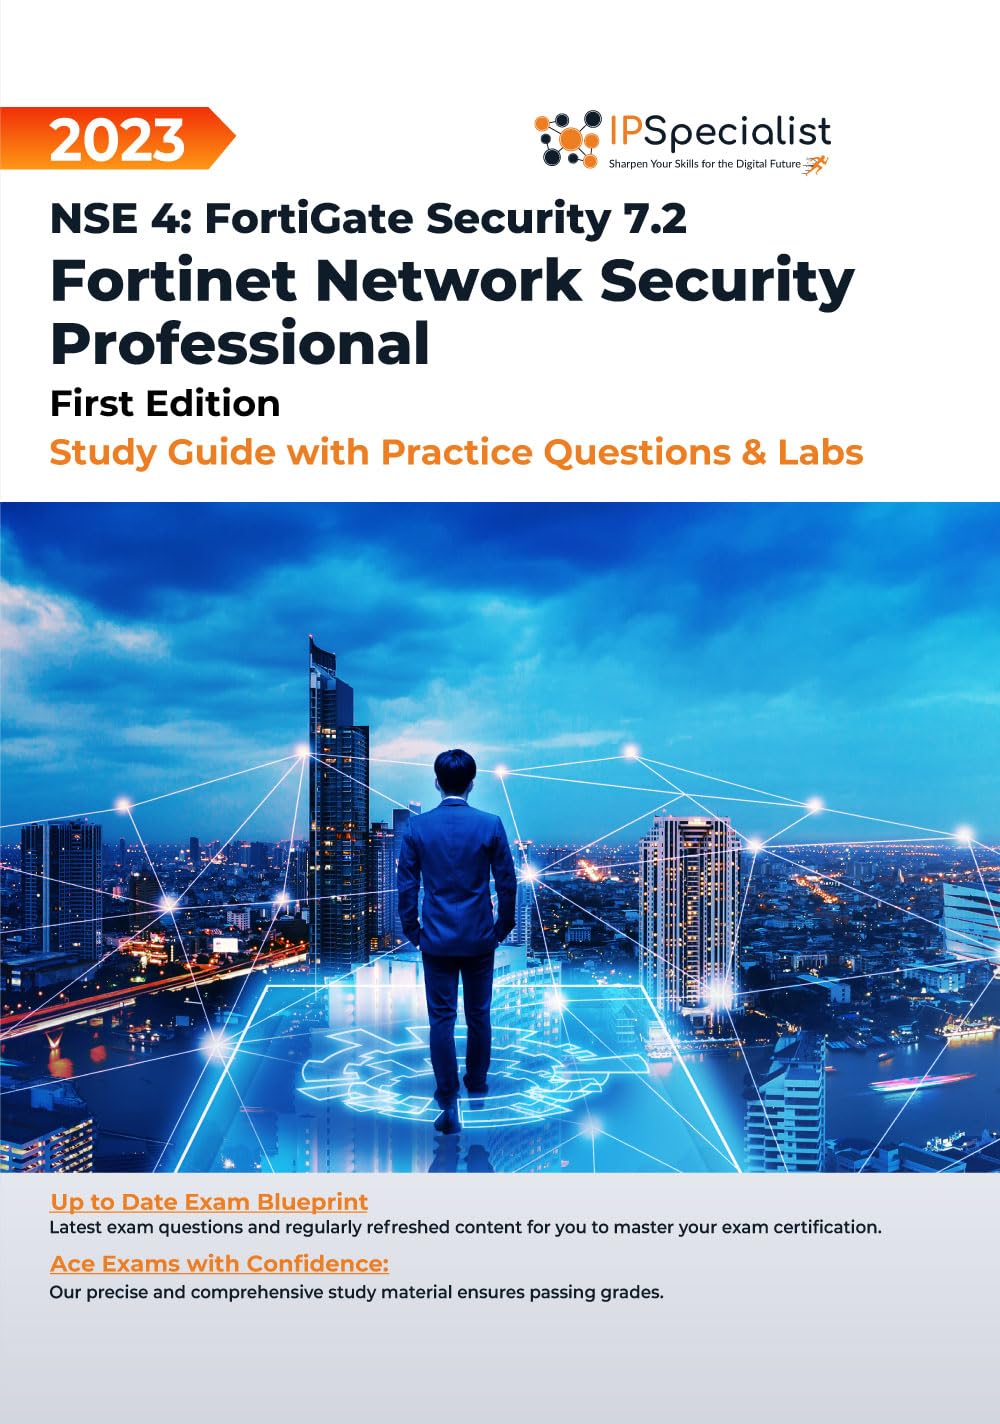 2023
IPSpecialist
Sharpen Your Skills for the Digital Future
NSE 4: FortiGate Security 7.2
Fortinet Network Security
Professional
First Edition
Study Guide with Practice Questions & Labs
Up to Date Exam Blueprint
Latest exam questions and regularly refreshed content for you to master your exam certification.
Ace Exams with Confidence:
Our precise and comprehensive study material ensures passing grades.